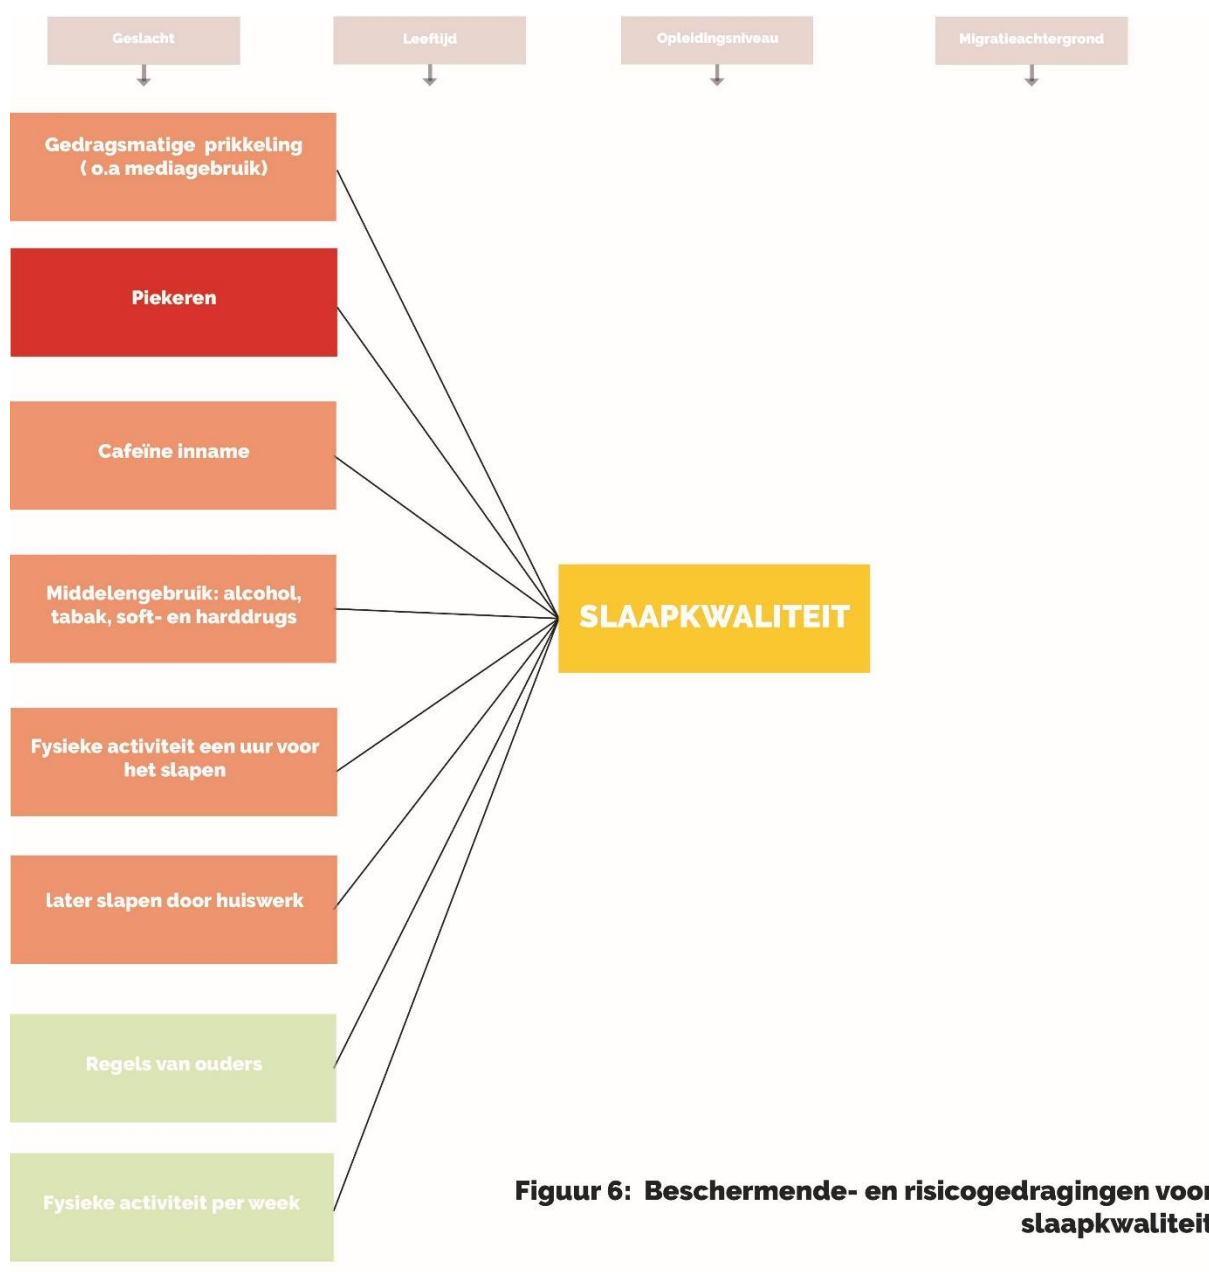 Geslacht
Leeftijd
Opleidingsniveau
Migratieachtergrond
Gedragsmatige prikkeling
( o.a mediagebruik)
Piekeren
Cafeïne inname
Middelengebruik: alcohol,
tabak, soft- en harddrugs
SLAAPKWALITEIT
Fysieke activiteit een uur voor
het slapen
later slapen door huiswerk
Regels van ouders
Fysieke activiteit per week
Figuur 6: Beschermende- en risicogedragingen voor
slaapkwaliteit